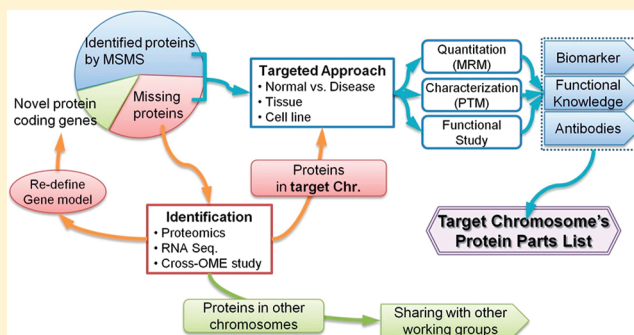 Identified proteins
by MSMS
Missing
proteins
Novel protein
coding genes
Re-define
Gene model
Targeted Approach
• Normal vs. Disease
• Tissue
• Cell line
Quantitation
(MRM)
Characterization
(PTM)
Functional
Study
Biomarker
Functional
Knowledge
Antibodies
Proteins
in target Chr.
Identification
• Proteomics
• RNA Seq.
• Cross-OME study
Target Chromosome's
Protein Parts List
Proteins in other
chromosomes
Sharing with other
working groups